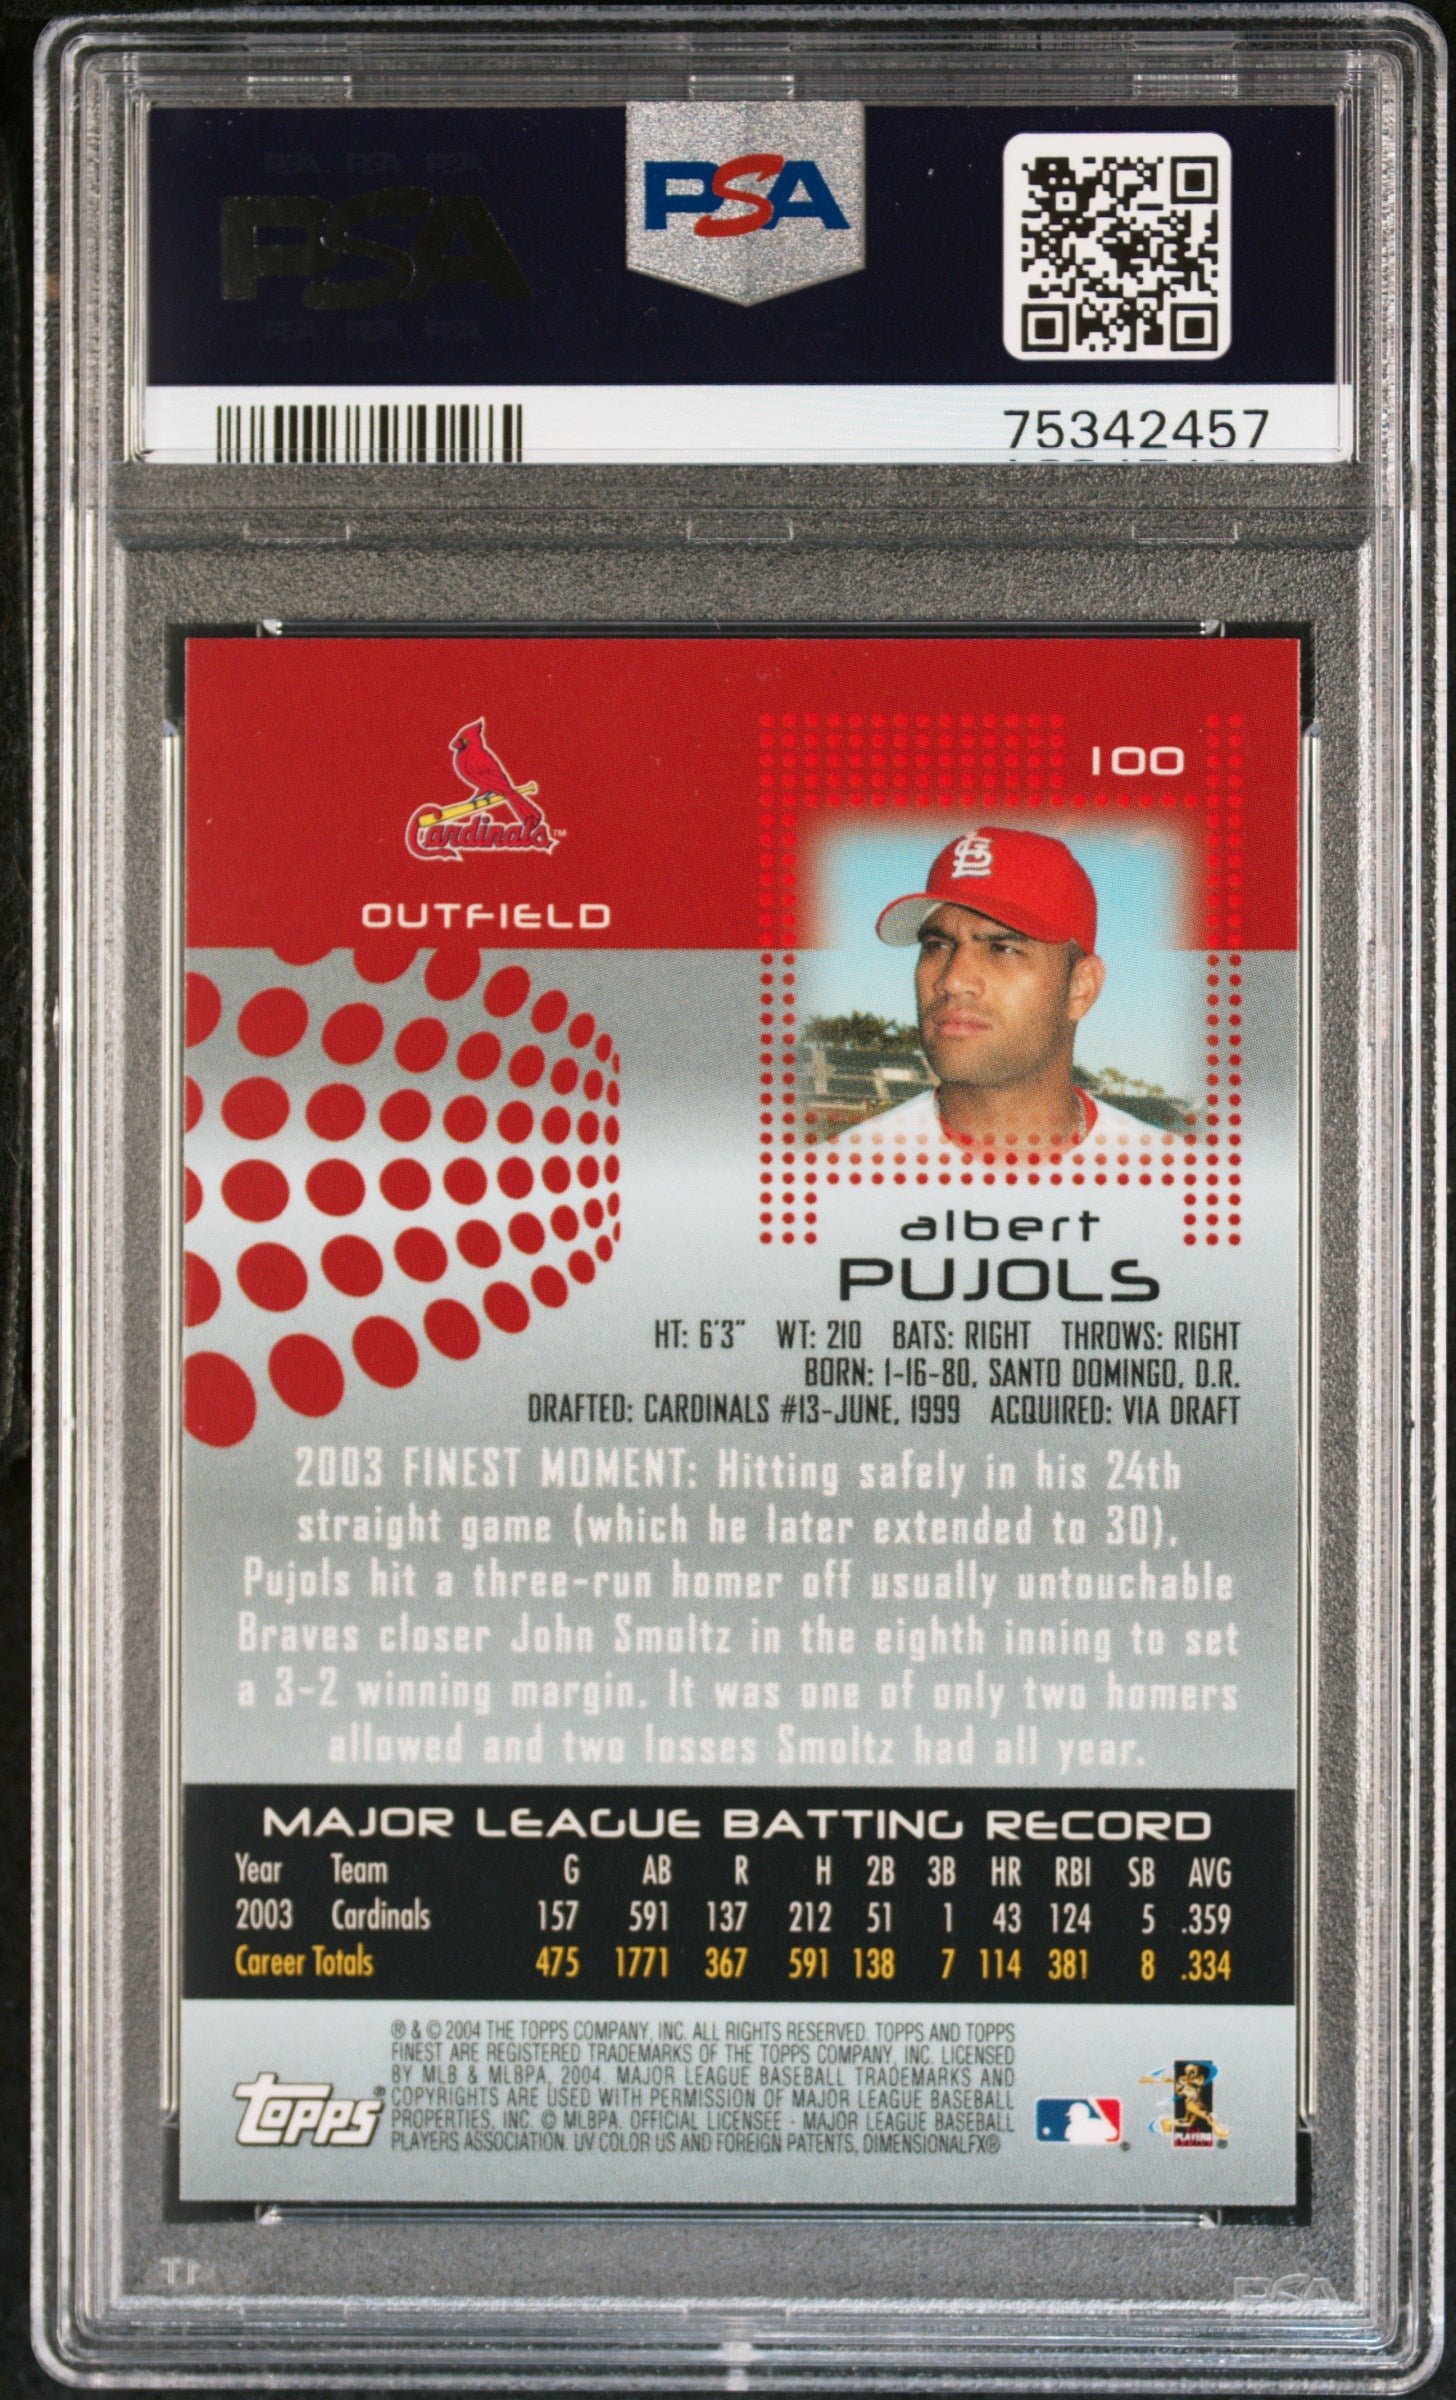 PSA PSA PSA
PSA
PSA PSA PSA
PSA
75342457
Cardinals™
OUTFIELD
100
albert
PUJOLS
HT: 6'3" WT: 210 BATS: RIGHT THROWS: RIGHT
BORN: 1-16-80, SANTO DOMINGO, D.R.
DRAFTED: CARDINALS #13-JUNE, 1999 ACQUIRED: VIA DRAFT
2003 FINEST MOMENT: Hitting safely in his 24th
straight game (which he later extended to 30),
Pujols hit a three-run homer off usually untouchable
Braves closer John Smoltz in the eighth inning to set
a 3-2 winning margin. It was one of only two homers
allowed and two losses Smoltz had all year.
MAJOR LEAGUE BATTING RECORD
Year Team G AB R H 2B 3B HR RBI SB AVG
2003 Cardinals 157 591 137 212 51 1 43 124 5 .359
Career Totals 475 1771 367 591 138 7 114 381 8 .334
® & © 2004 THE TOPPS COMPANY, INC. ALL RIGHTS RESERVED. TOPPS AND TOPPS
FINEST ARE REGISTERED TRADEMARKS OF THE TOPPS COMPANY, INC. LICENSED
BY MLB & MLBPA, 2004. MAJOR LEAGUE BASEBALL TRADEMARKS AND
COPYRIGHTS ARE USED WITH PERMISSION OF MAJOR LEAGUE BASEBALL
PROPERTIES, INC. © MLBPA. OFFICIAL LICENSEE - MAJOR LEAGUE BASEBALL
PLAYERS ASSOCIATION. UV COLOR US AND FOREIGN PATENTS, DIMENSIONALFX®
Topps®
PLAYERS
PSA